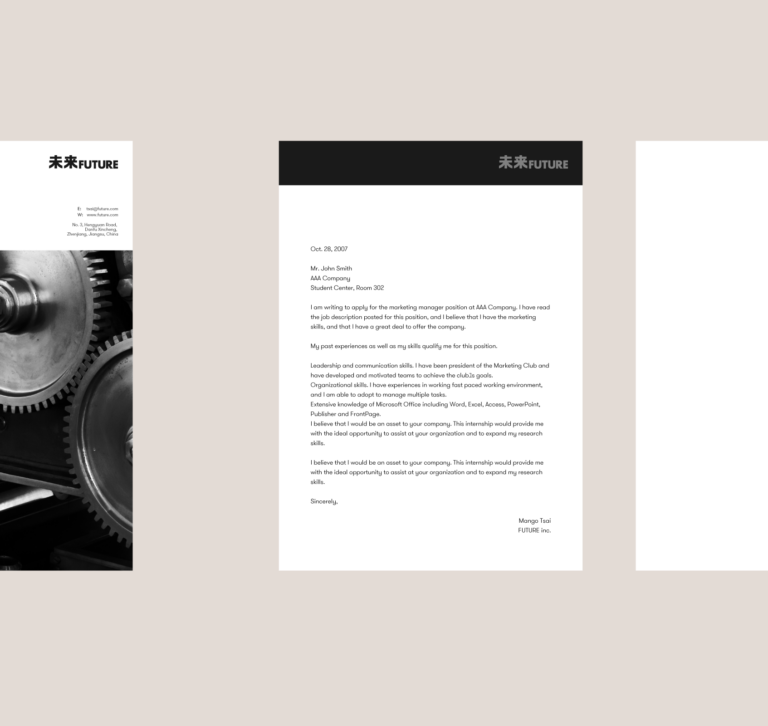 未来FUTURE
E: tsai@future.com
W: www.future.com
No. 3, Hengyuan Road,
Dantu Xincheng,
Zhenjiang, Jiangsu, China
未来FUTURE
Oct. 28, 2007
Mr. John Smith
AAA Company
Student Center, Room 302
I am writing to apply for the marketing manager position at AAA Company. I have read
the job description posted for this position, and I believe that I have the marketing
skills, and that I have a great deal to offer the company.
My past experiences as well as my skills qualify me for this position.
Leadership and communication skills. I have been president of the Marketing Club and
have developed and motivated teams to achieve the goals.
Organizational skills. I have experiences in working fast paced working environment,
and I am able to adapt to manage multiple tasks.
Extensive knowledge of Microsoft Office including Word, Excel, Access, PowerPoint,
Publisher and FrontPage.
I believe that I would be an asset to your company. This internship would provide me
with the ideal opportunity to assist at your organization and to expand my research
skills.
I believe that I would be an asset to your company. This internship would provide me
with the ideal opportunity to assist at your organization and to expand my research
skills.
Sincerely,
Mango Tsai
FUTURE inc.